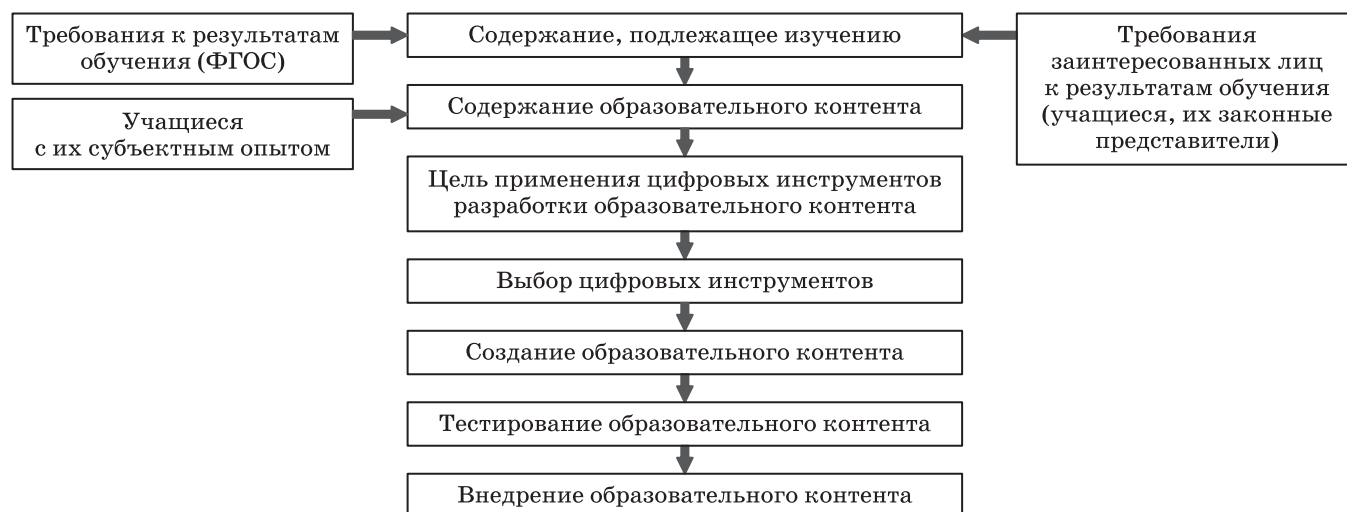 Требования к результатам
обучения (ФГОС)
Содержание, подлежащее изучению
Требования
заинтересованных лиц
к результатам обучения
(учащиеся, их законные
представители)
Учащиеся
с их субъектным опытом
Содержание образовательного контента
Цель применения цифровых инструментов
разработки образовательного контента
Выбор цифровых инструментов
Создание образовательного контента
Тестирование образовательного контента
Внедрение образовательного контента